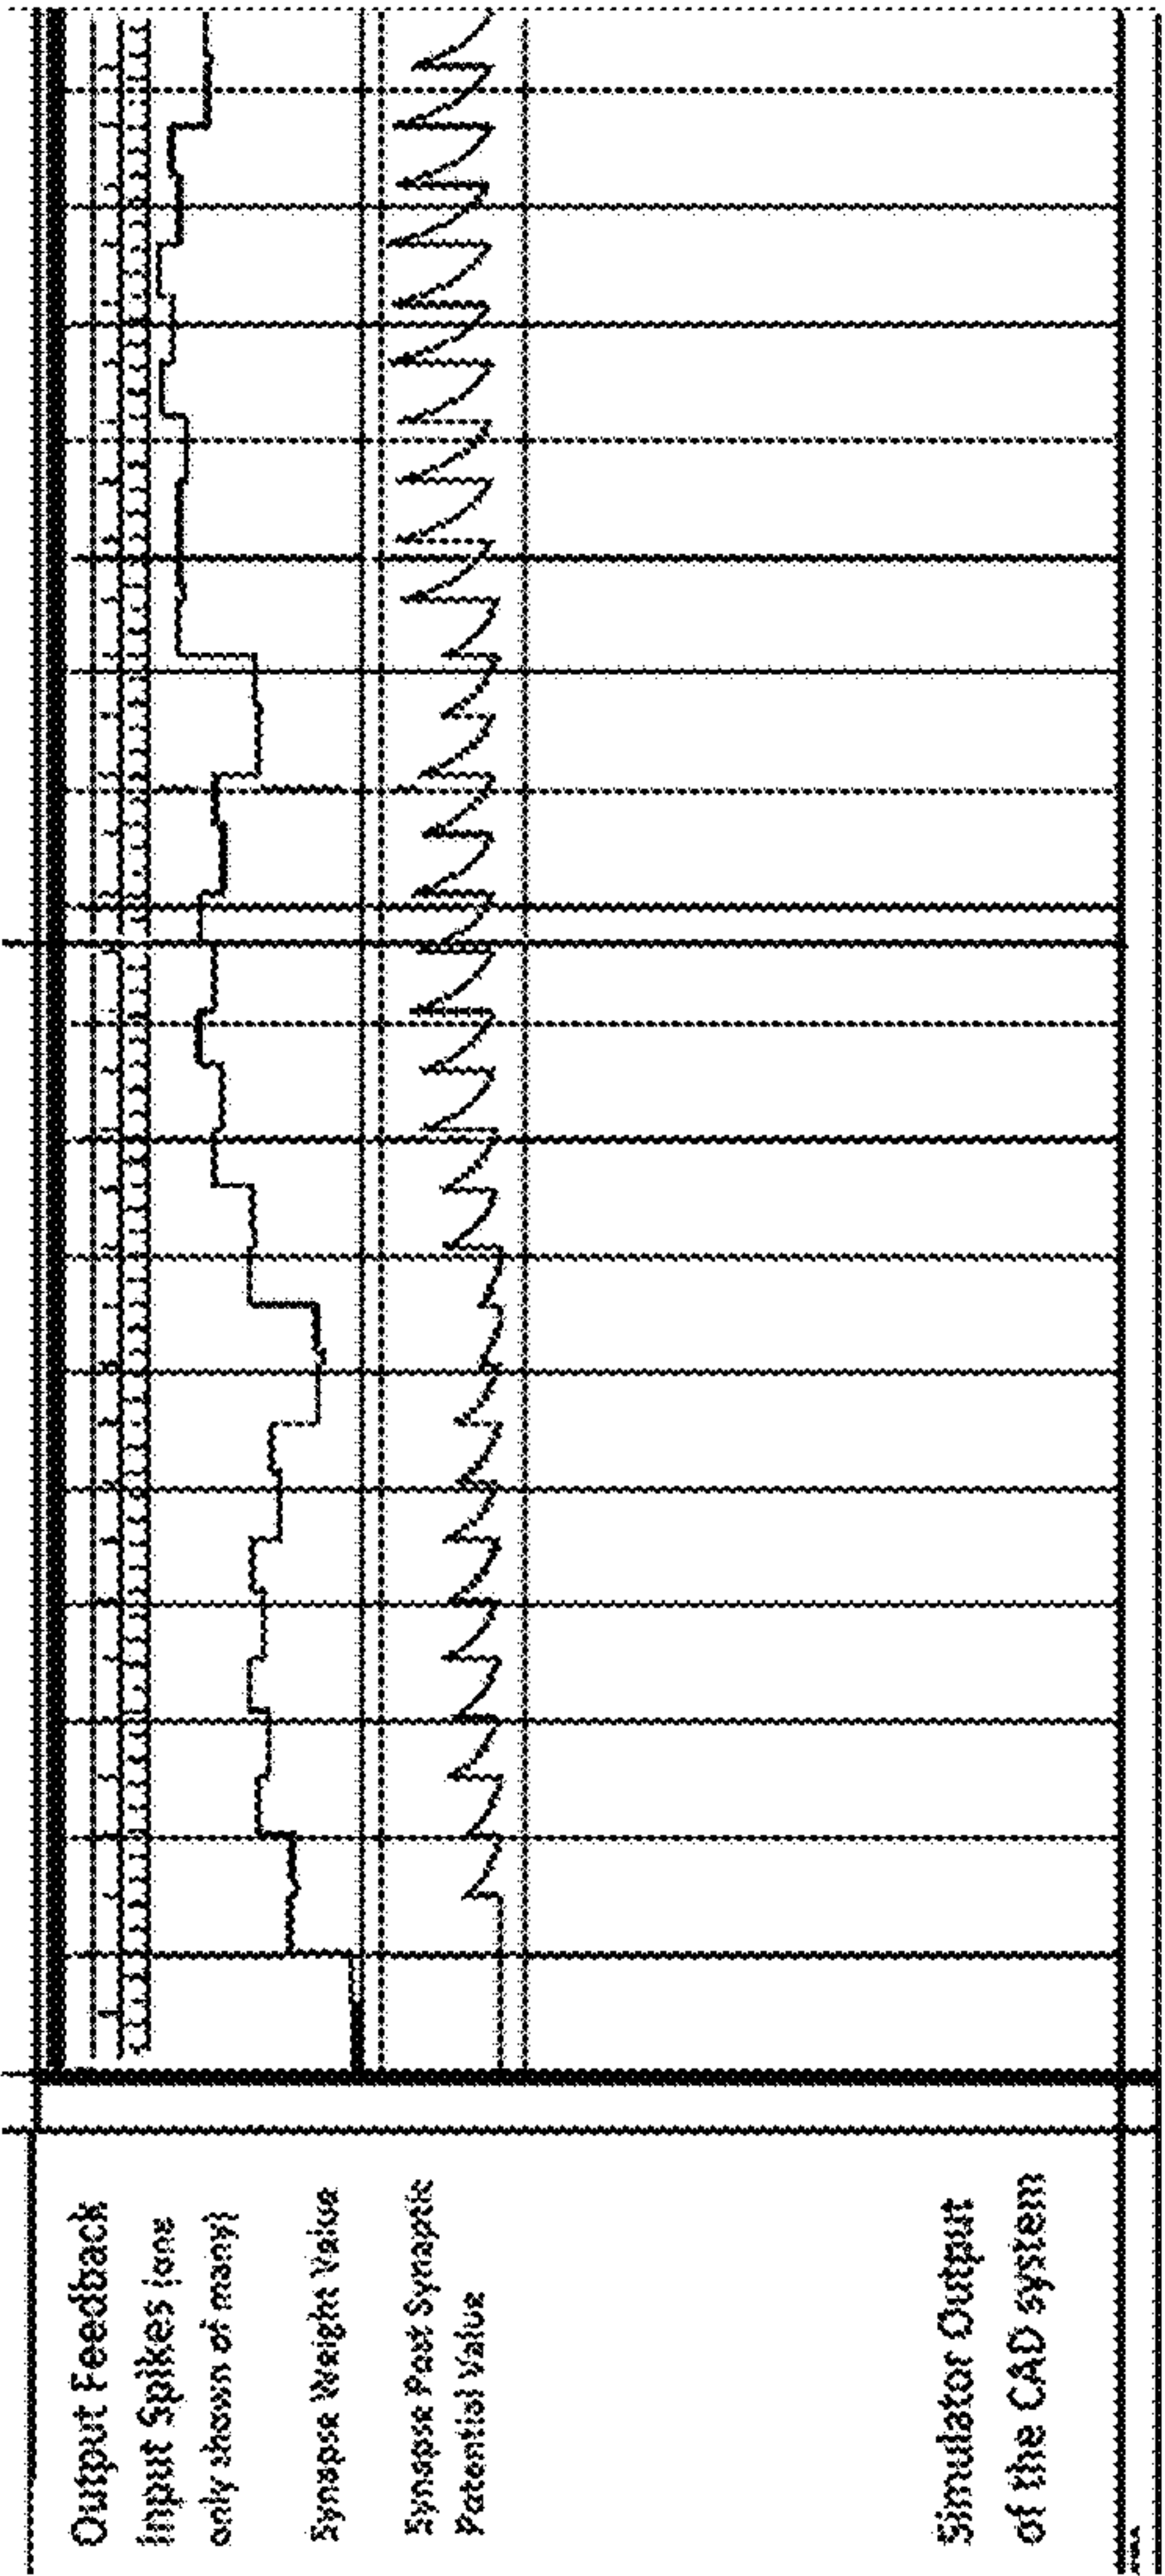 Output Feedback
Input Spikes (one
only shown of many)
Synapse Weight Value
Synapse Post Synaptic
Potential Value
Simulator Output
of the CAD system